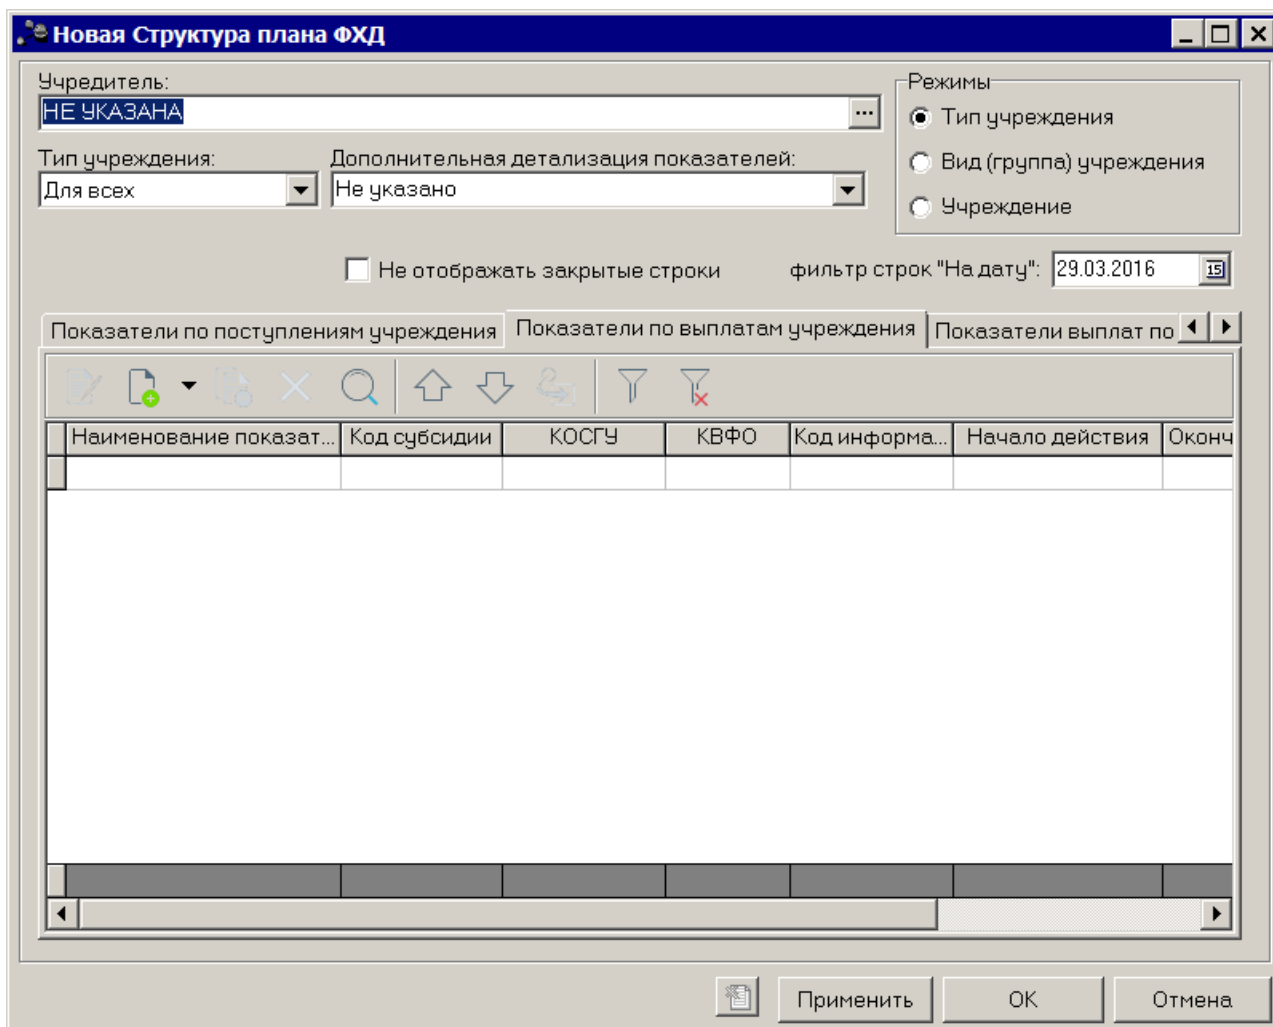 Новая Структура плана ФХД
Учредитель:
НЕ УКАЗАНА
...
Режимы
Тип учреждения
Вид (группа) учреждения
Учреждение
Тип учреждения:
Дополнительная детализация показателей:
Для всех
Не указано
Не отображать закрытые строки
фильтр строк "На дату":
29.03.2016
15
Показатели по поступлениям учреждения
Показатели по выплатам учреждения
Показатели выплат по
Наименование показат...
Код субсидии
КОСГУ
КВФО
Код информа...
Начало действия
Оконч
Применить
ОК
Отмена